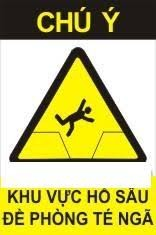 CHÚ Ý
KHU VỰC HỐ SÂU
ĐỀ PHÒNG TÉ NGÃ